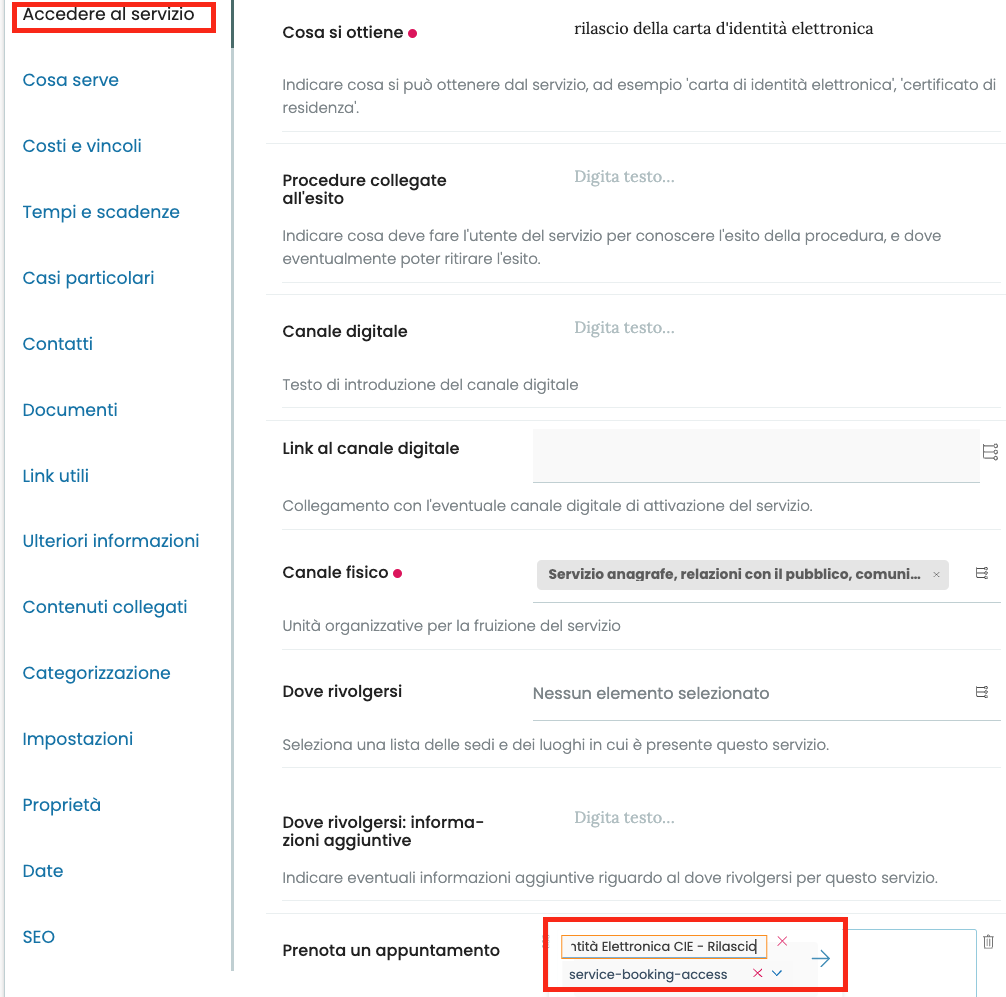 Accedere al servizio
Cosa serve
Costi e vincoli
Tempi e scadenze
Casi particolari
Contatti
Documenti
Link utili
Ulteriori informazioni
Contenuti collegati
Categorizzazione
Impostazioni
Proprietà
Date
SEO
Cosa si ottiene
rilascio della carta d'identità elettronica
Indicare cosa si può ottenere dal servizio, ad esempio 'carta di identità elettronica', 'certificato di
residenza'.
Procedure collegate
all'esito
Digita testo...
Indicare cosa deve fare l'utente del servizio per conoscere l'esito della procedura, e dove
eventualmente poter ritirare l'esito.
Canale digitale
Digita testo...
Testo di introduzione del canale digitale
Link al canale digitale
Collegamento con l'eventuale canale digitale di attivazione del servizio.
Canale fisico
Servizio anagrafe, relazioni con il pubblico, comuni...
Unità organizzative per la fruizione del servizio
Dove rivolgersi
Nessun elemento selezionato
Seleziona una lista delle sedi e dei luoghi in cui è presente questo servizio.
Dove rivolgersi: informa-
zioni aggiuntive
Digita testo...
Indicare eventuali informazioni aggiuntive riguardo al dove rivolgersi per questo servizio.
Prenota un appuntamento
ntità Elettronica CIE - Rilascio
service-booking-access